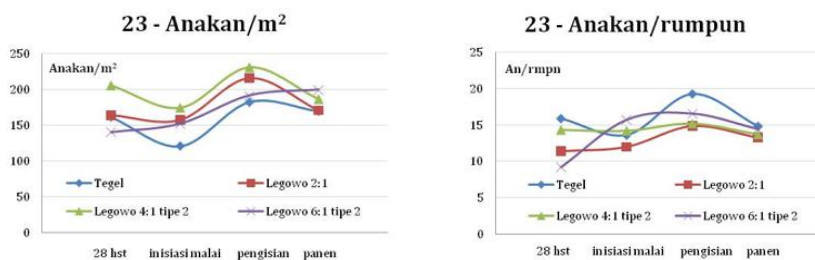 23 - Anakan/m²
250
Anakan/m²
200
150
100
Tegel
Legowo 2:1
50
Legowo 4:1 tipe 2
Legowo 6:1 tipe 2
0
28 hst inisiasi malai pengisian panen
23 - Anakan/rumpun
25
An/rmpn
20
15
10
Tegel
Legowo 2:1
5
Legowo 4:1 tipe 2
Legowo 6:1 tipe 2
0
28 hst inisiasi malai pengisian panen